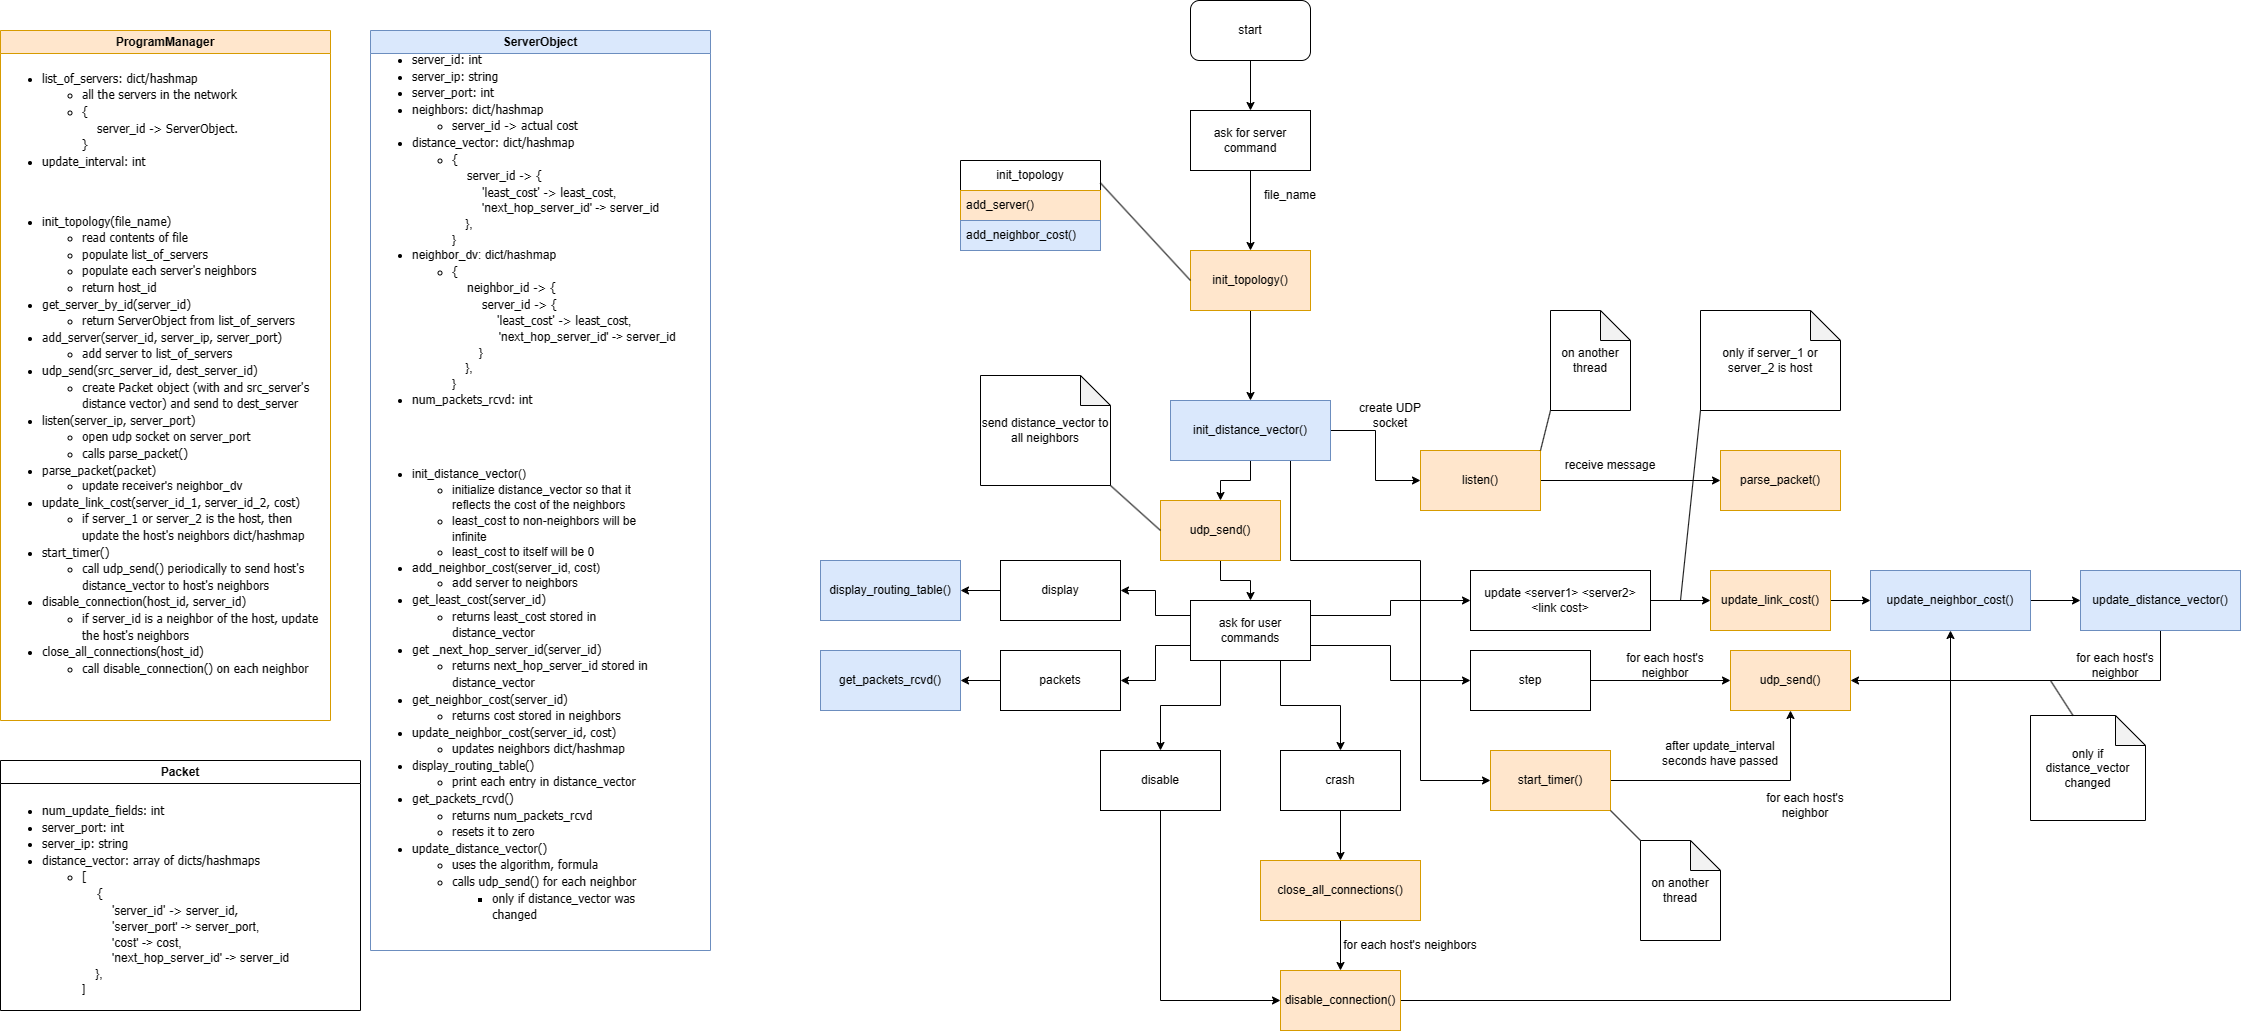 ProgramManager
list_of_servers: dict/hashmap
all the servers in the network
{
server_id -> ServerObject.
}
update_interval: int
init_topology(file_name)
read contents of file
populate list_of_servers
populate each server's neighbors
return host_id
get_server_by_id(server_id)
return ServerObject from list_of_servers
add_server(server_id, server_ip, server_port)
add server to list_of_servers
udp_send(src_server_id, dest_server_id)
create Packet object (with and src_server's
distance vector) and send to dest_server
listen(server_ip, server_port)
open udp socket on server_port
calls parse_packet()
parse_packet(packet)
update receiver's neighbor_dv
update_link_cost(server_id_1, server_id_2, cost)
if server_1 or server_2 is the host, then
update the host's neighbors dict/hashmap
start_timer()
call udp_send() periodically to send host's
distance_vector to host's neighbors
disable_connection(host_id, server_id)
if server_id is a neighbor of the host, update
the host's neighbors
close_all_connections(host_id)
call disable_connection() on each neighbor
Packet
num_update_fields: int
server_port: int
server_ip: string
distance_vector: array of dicts/hashmaps
[
{
'server_id' -> server_id,
'server_port' -> server_port,
'cost' -> cost,
'next_hop_server_id' -> server_id
},
]
ServerObject
server_id: int
server_ip: string
server_port: int
neighbors: dict/hashmap
server_id -> actual cost
distance_vector: dict/hashmap
{
server_id -> {
'least_cost' -> least_cost,
'next_hop_server_id' -> server_id
},
}
neighbor_dv: dict/hashmap
{
neighbor_id -> {
server_id -> {
'least_cost' -> least_cost,
'next_hop_server_id' -> server_id
}
},
}
num_packets_rcvd: int
init_distance_vector()
initialize distance_vector so that it
reflects the cost of the neighbors
least_cost to non-neighbors will be
infinite
least_cost to itself will be 0
add_neighbor_cost(server_id, cost)
add server to neighbors
get_least_cost(server_id)
returns least_cost stored in
distance_vector
get _next_hop_server_id(server_id)
returns next_hop_server_id stored in
distance_vector
get_neighbor_cost(server_id)
returns cost stored in neighbors
update_neighbor_cost(server_id, cost)
updates neighbors dict/hashmap
display_routing_table()
print each entry in distance_vector
get_packets_rcvd()
returns num_packets_rcvd
resets it to zero
update_distance_vector()
uses the algorithm, formula
calls udp_send() for each neighbor
only if distance_vector was
changed
start
ask for server
command
file_name
init_topology
add_server()
add_neighbor_cost()
init_topology()
init_distance_vector()
create UDP
socket
on another
thread
only if server_1 or
server_2 is host
send distance_vector to
all neighbors
listen()
receive message
parse_packet()
udp_send()
display_routing_table()
display
ask for user
commands
update <server1> <server2>
<link cost>
update_link_cost()
update_neighbor_cost()
update_distance_vector()
get_packets_rcvd()
packets
step
for each host's
neighbor
udp_send()
for each host's
neighbor
disable
crash
start_timer()
after update_interval
seconds have passed
for each host's
neighbor
only if
distance_vector
changed
on another
thread
close_all_connections()
for each host's neighbors
disable_connection()